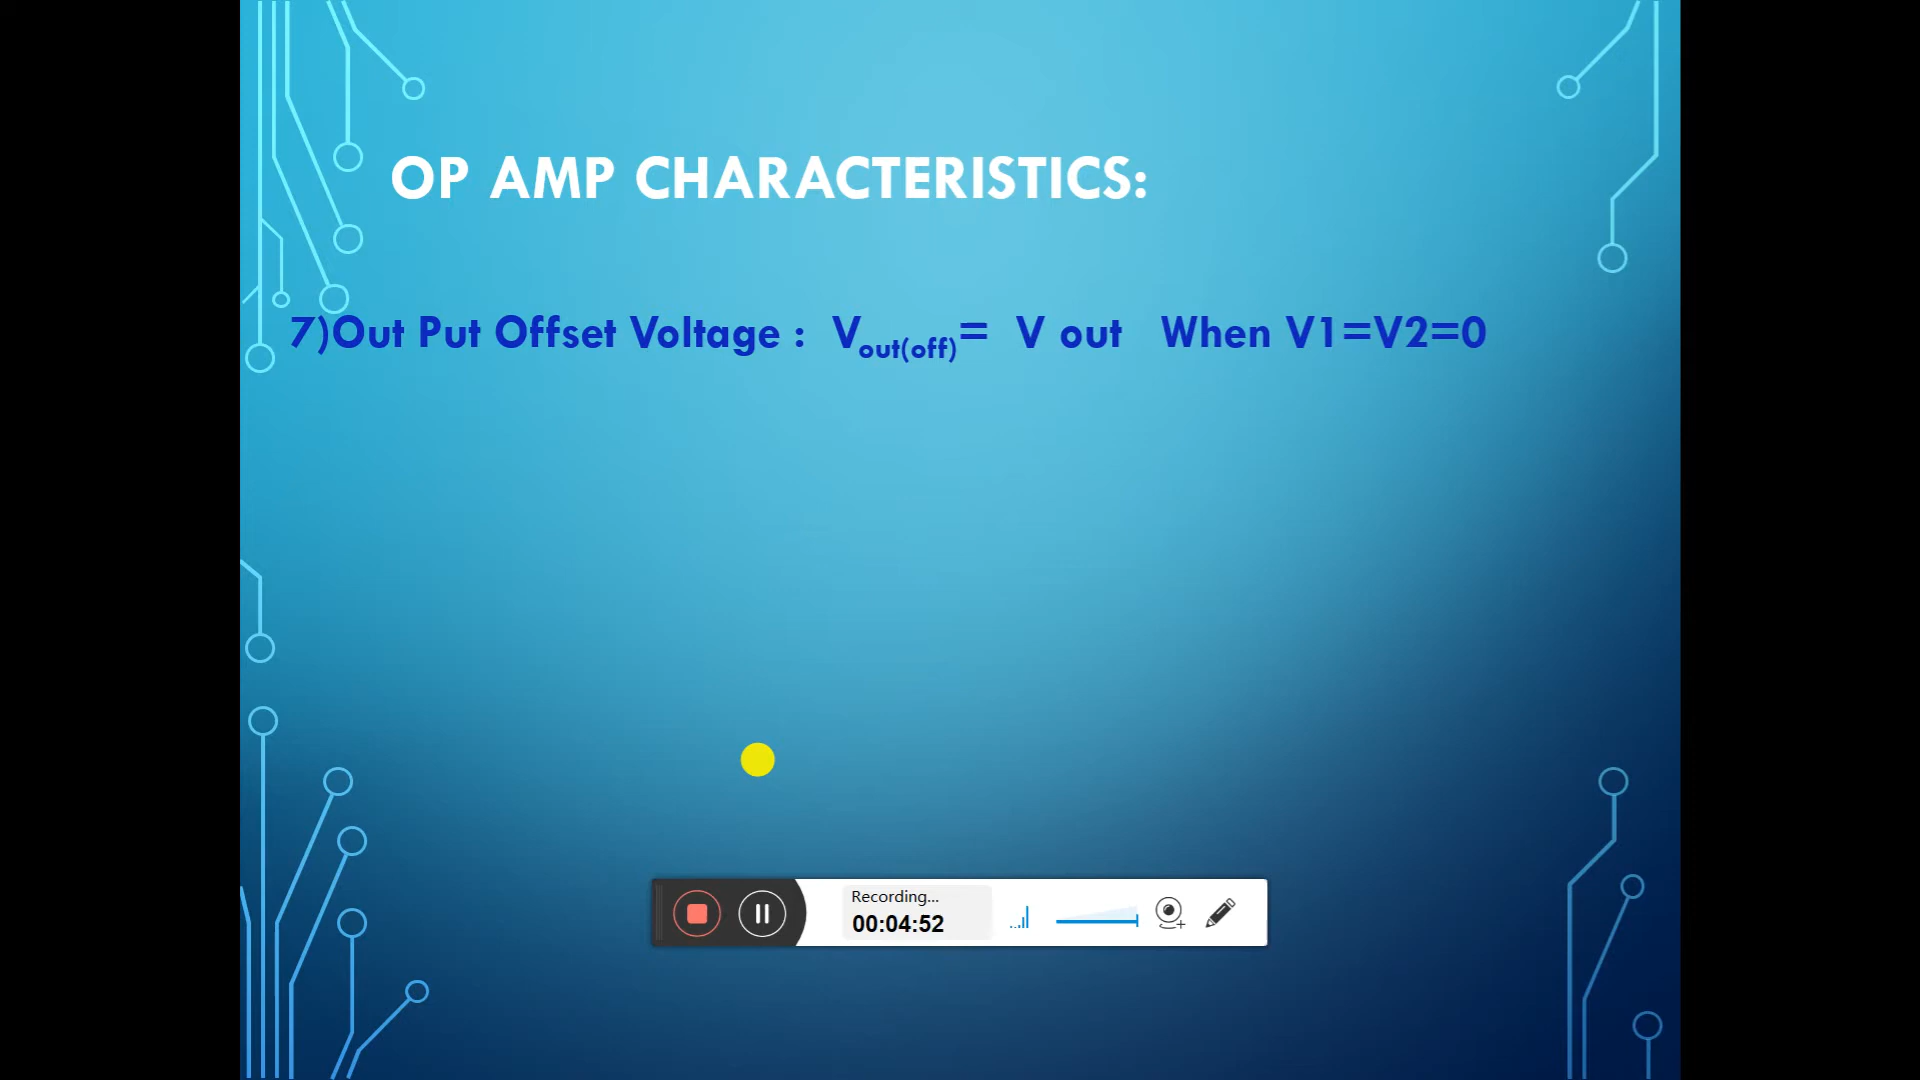 OP AMP CHARACTERISTICS:
7)Out Put Offset Voltage : Vout(off)= V out When V1=V2=0
Recording...
00:04:52